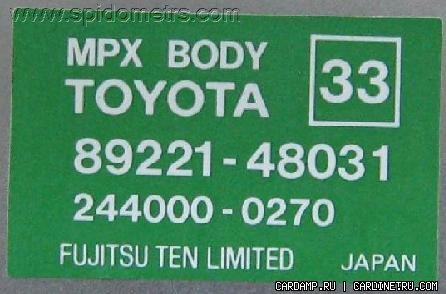 www.spidometrs.com
MPX BODY
33
TOYOTA
89221-48031
244000-0270
FUJITSU TEN LIMITED JAPAN
CARDAMP.RU | CARDINETRU.COM